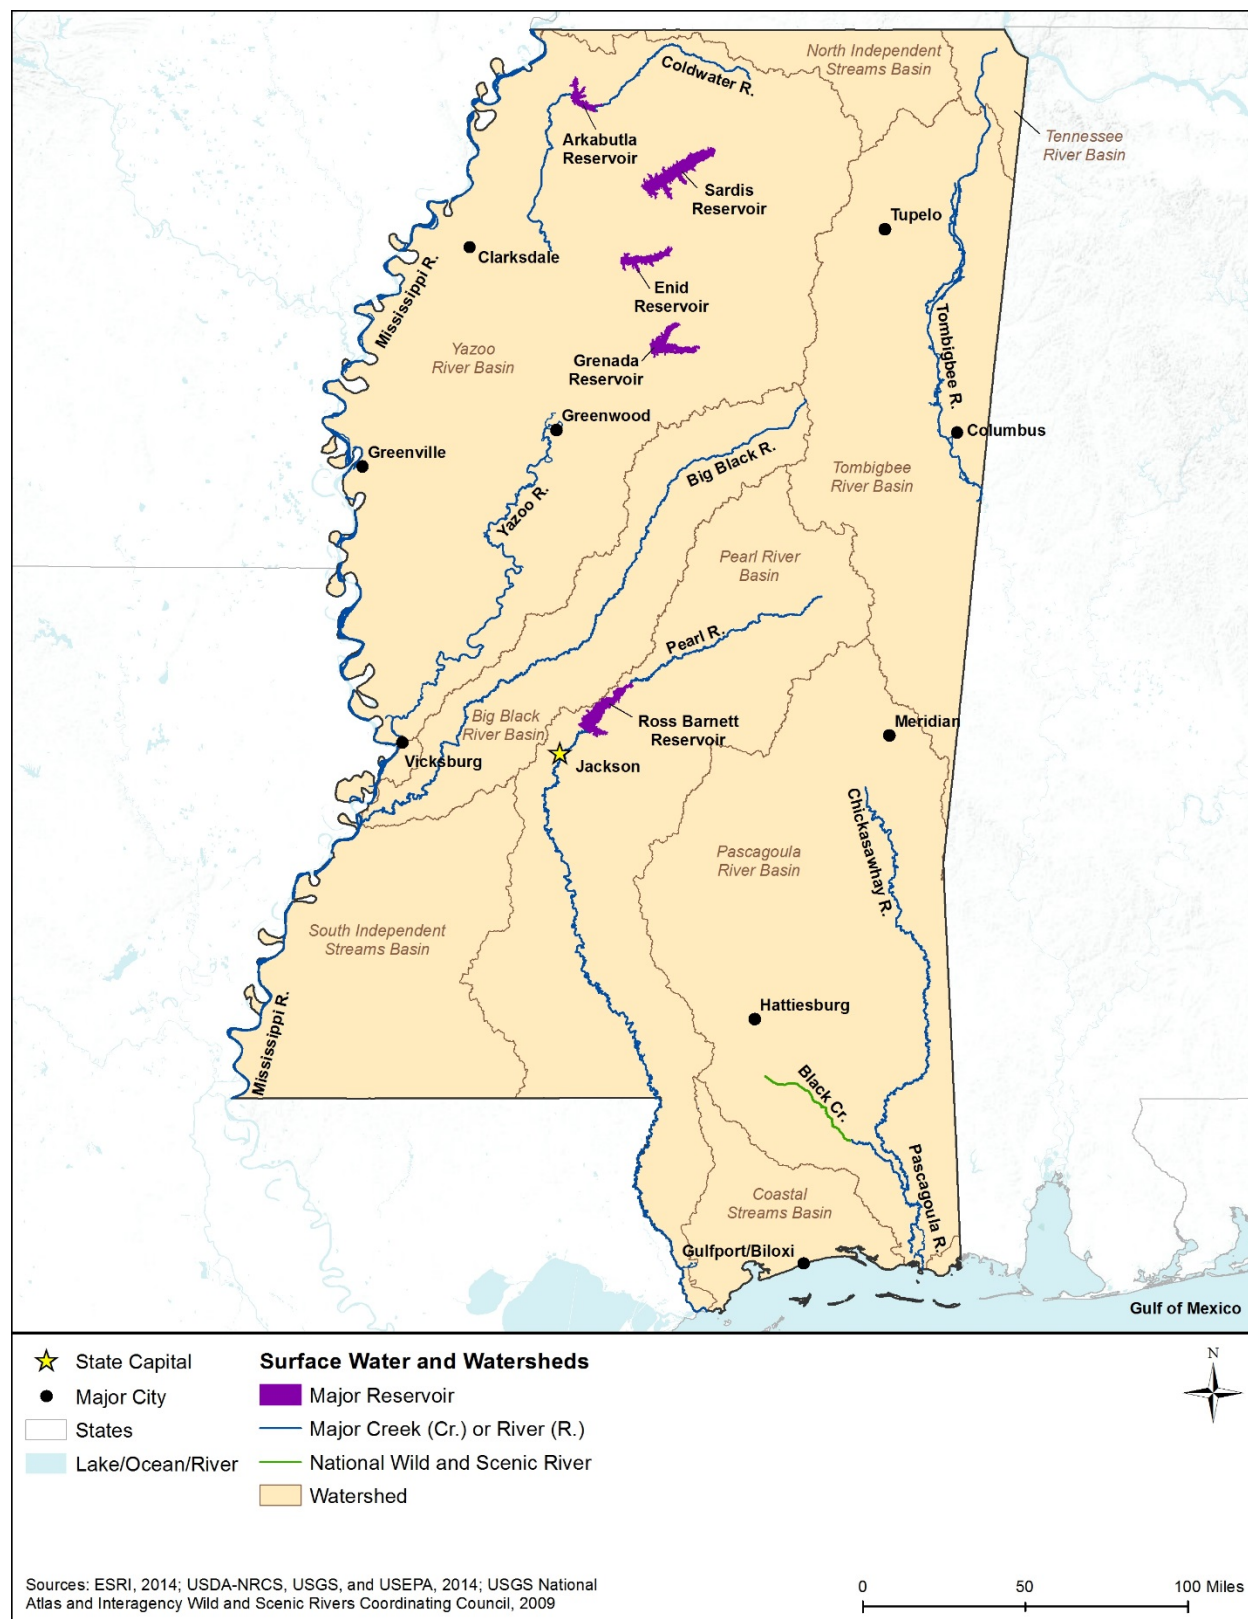 North Independent
Streams Basin
Coldwater R.
Tennessee
River Basin
Arkabutla
Reservoir
Sardis
Reservoir
Tupelo
Clarksdale
Mississippi R.
Enid
Reservoir
Tombigbee R.
Yazoo
River Basin
Grenada
Reservoir
Greenwood
Columbus
Greenville
Big Black R.
Tombigbee
River Basin
Yazoo R.
Pearl River
Basin
Pearl R.
Big Black
River Basin
Ross Barnett
Reservoir
Meridian
Vicksburg
Jackson
Chickasawhay R.
Pascagoula
River Basin
South Independent
Streams Basin
Hattiesburg
Mississippi R.
Black Cr.
Pascagoula R.
Coastal
Streams Basin
Gulfport/Biloxi
Gulf of Mexico
State Capital
Major City
States
Lake/Ocean/River
Surface Water and Watersheds
Major Reservoir
Major Creek (Cr.) or River (R.)
National Wild and Scenic River
Watershed
N
Sources: ESRI, 2014; USDA-NRCS, USGS, and USEPA, 2014; USGS National
Atlas and Interagency Wild and Scenic Rivers Coordinating Council, 2009
0 50 100 Miles